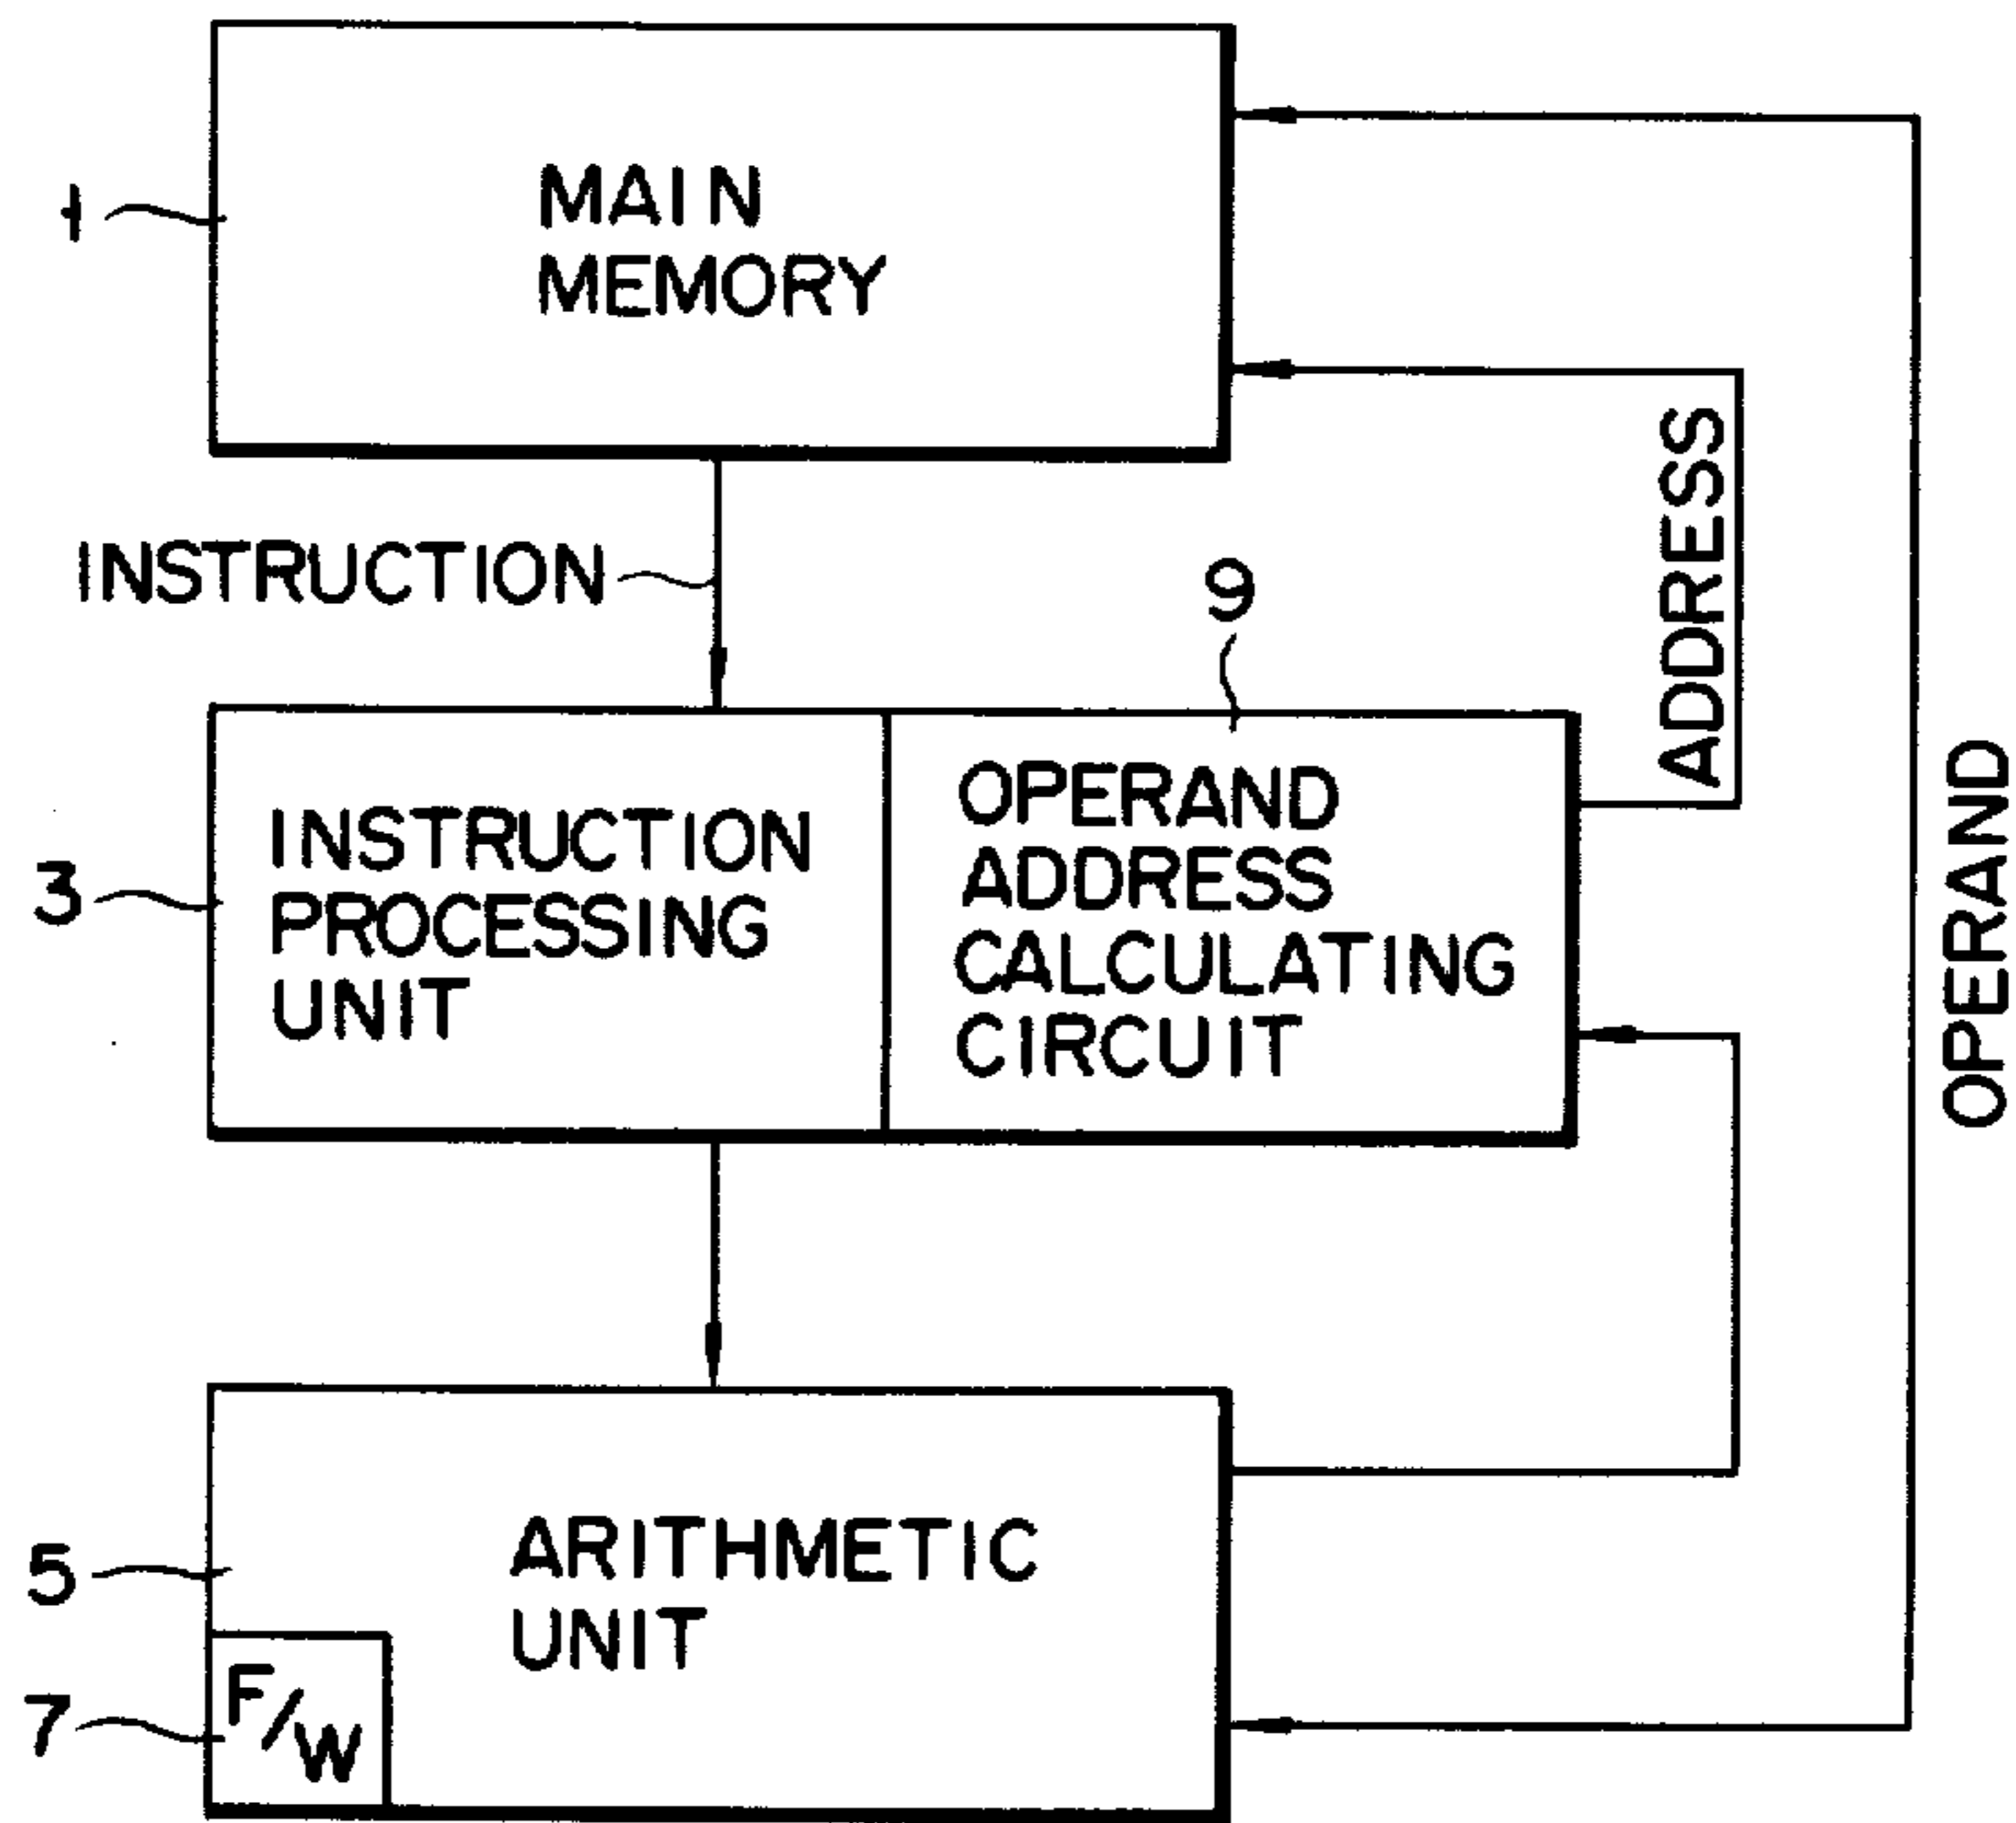 1
MAIN
MEMORY
INSTRUCTION
ADDRESS
9
3
INSTRUCTION
PROCESSING
UNIT
OPERAND
ADDRESS
CALCULATING
CIRCUIT
OPERAND
5
ARITHMETIC
UNIT
7
F/W